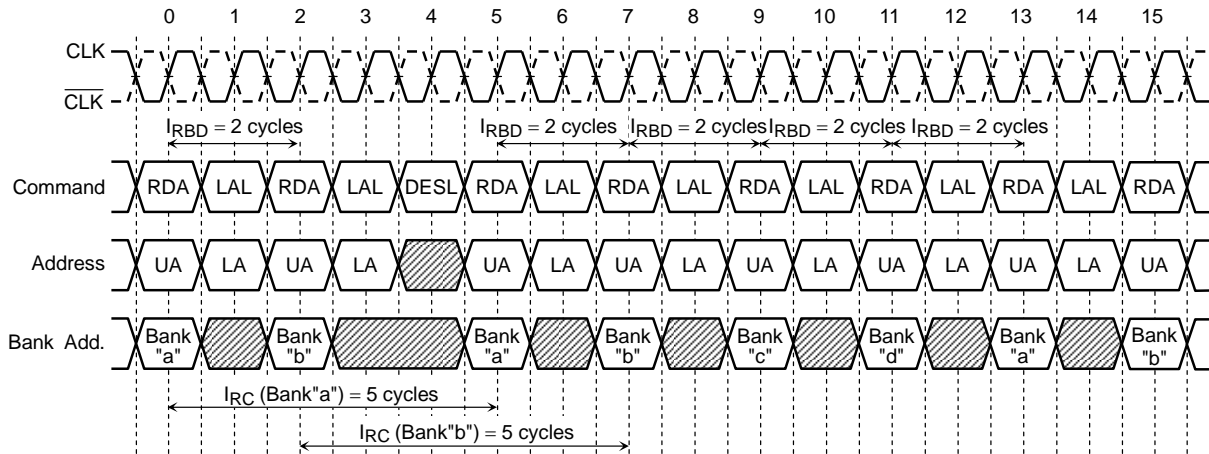 0 1 2 3 4 5 6 7 8 9 10 11 12 13 14 15
CLK
CLK
IRBD = 2 cycles IRBD = 2 cycles IRBD = 2 cycles IRBD = 2 cycles IRBD = 2 cycles
Command RDA LAL RDA LAL DESL RDA LAL RDA LAL RDA LAL RDA LAL RDA LAL RDA
Address UA LA UA LA UA LA UA LA UA LA UA LA UA LA UA
Bank Add. Bank "a" Bank "b" Bank "a" Bank "b" Bank "c" Bank "d" Bank "a" Bank "b"
IRC (Bank"a") = 5 cycles
IRC (Bank"b") = 5 cycles